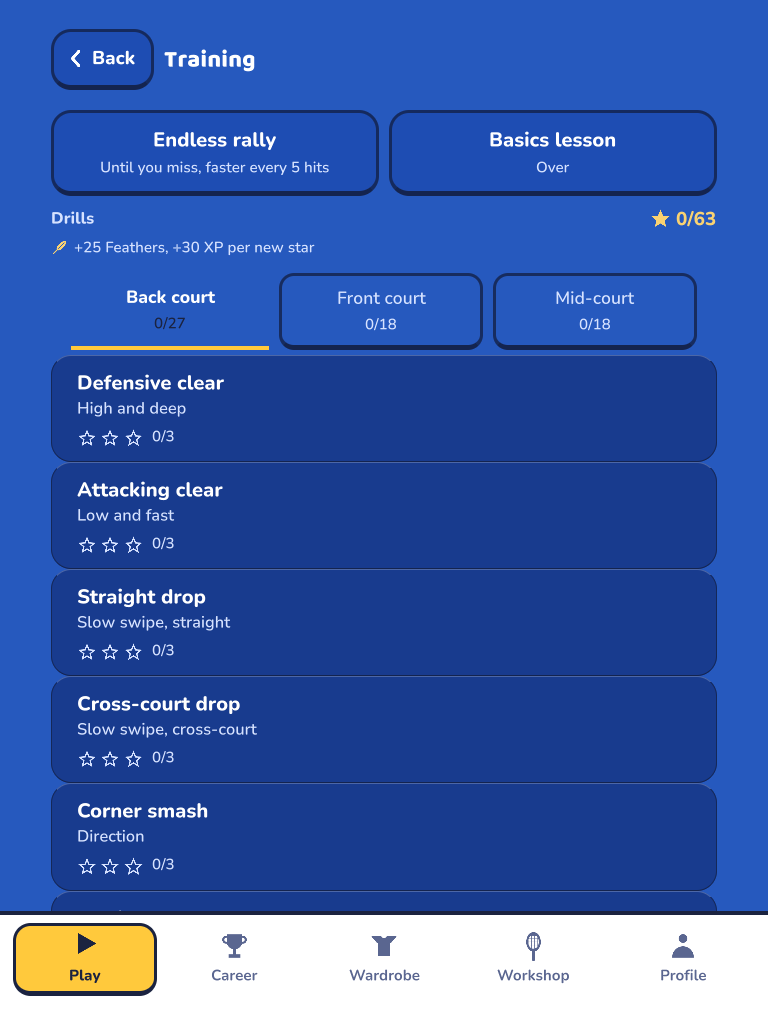 Back
Training
Endless rally
Until you miss, faster every 5 hits
Basics lesson
Over
Drills
0/63
+25 Feathers, +30 XP per new star
Back court
0/27
Front court
0/18
Mid-court
0/18
Defensive clear
High and deep
0/3
Attacking clear
Low and fast
0/3
Straight drop
Slow swipe, straight
0/3
Cross-court drop
Slow swipe, cross-court
0/3
Corner smash
Direction
0/3
Play
Career
Wardrobe
Workshop
Profile